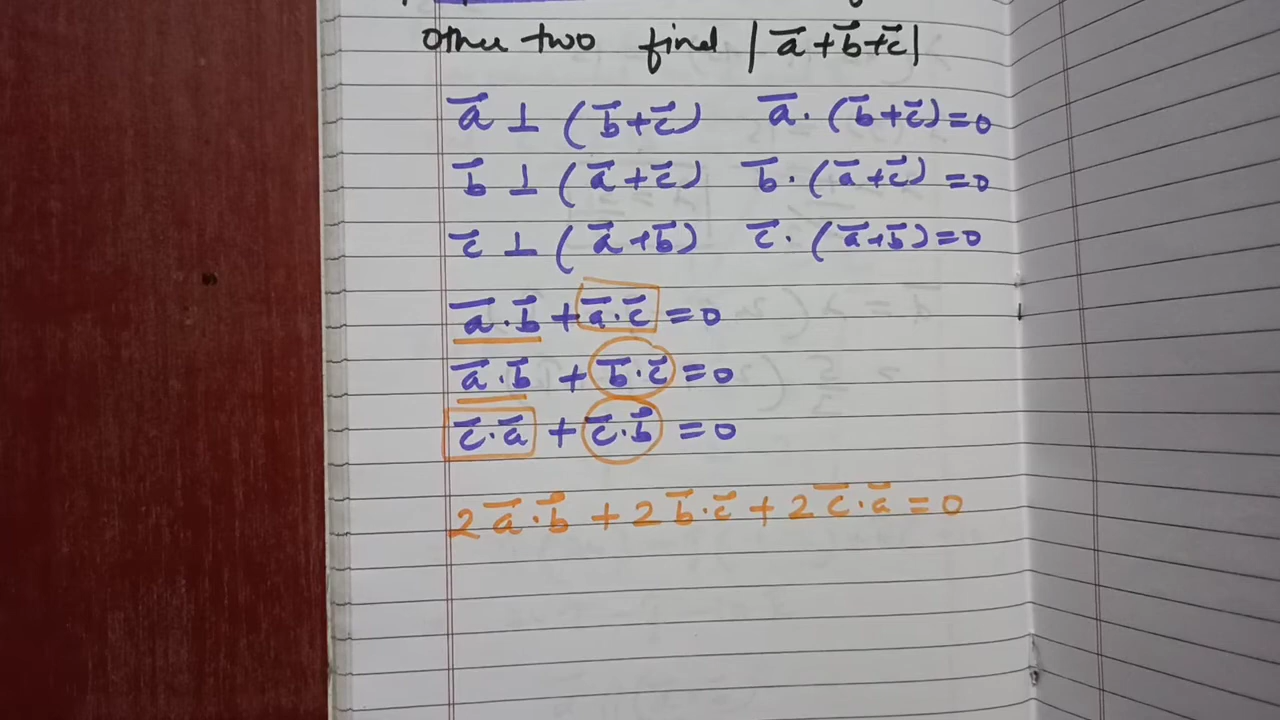 other two find |a̅+b̅+c̅|
a̅ ⊥ (b̅+c̅) a̅ . (b̅+c̅)=0
b̅ ⊥ (a̅+c̅) b̅ . (a̅+c̅)=0
c̅ ⊥ (a̅+b̅) c̅ . (a̅+b̅)=0
a̅.b̅ + a̅.c̅ = 0
a̅.b̅ + b̅.c̅ = 0
c̅.a̅ + c̅.b̅ = 0
2a̅.b̅ + 2b̅.c̅ + 2c̅.a̅ = 0